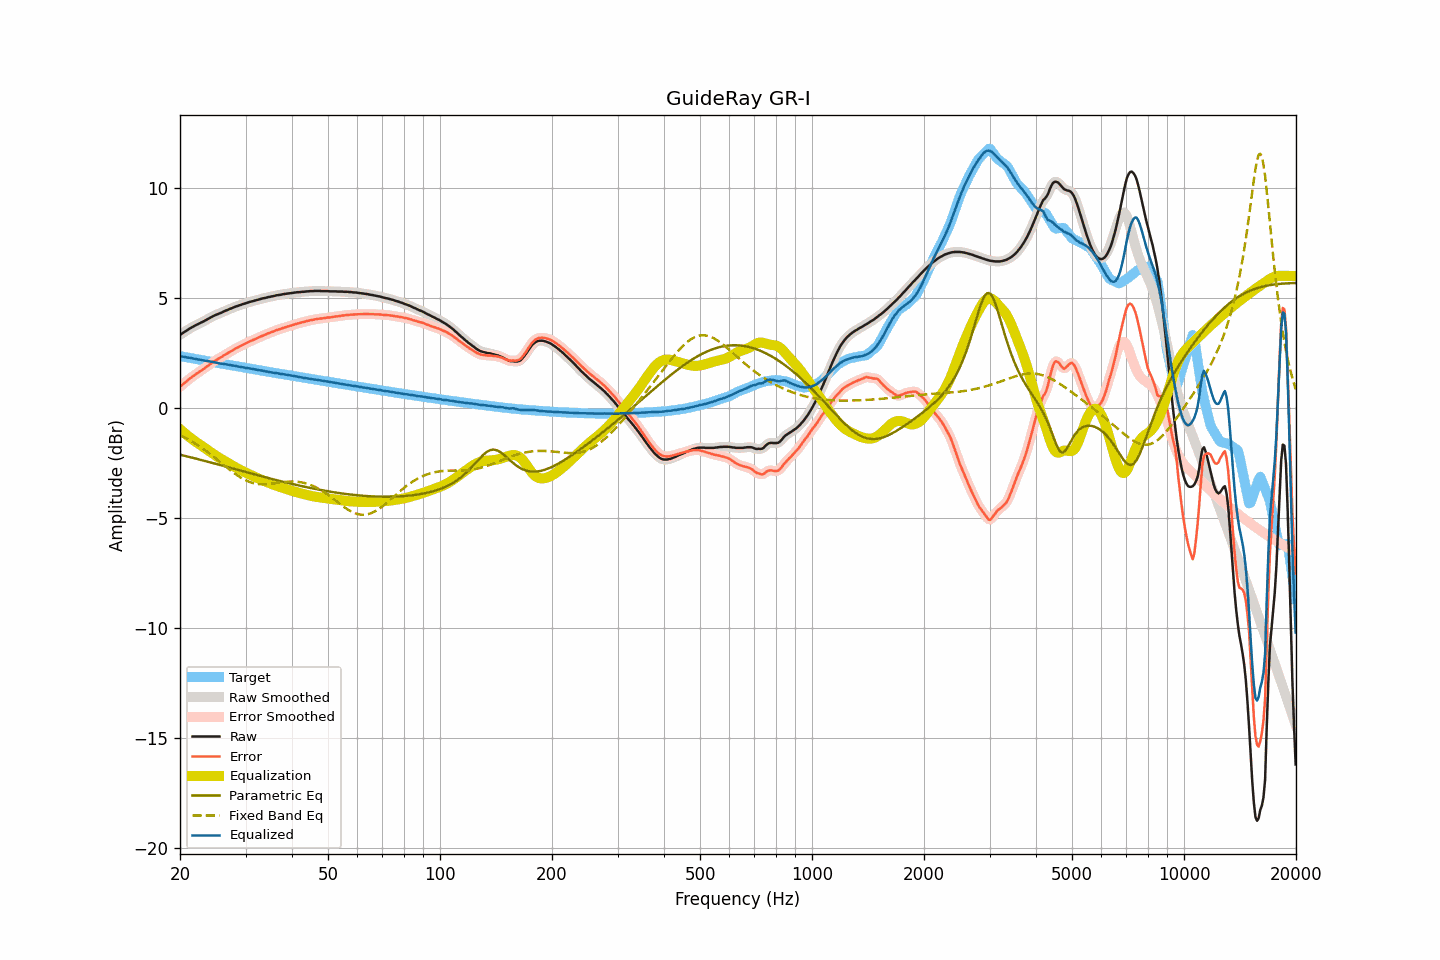 GuideRay GR-I
Amplitude (dBr)
10
5
0
−5
−10
−15
−20
Target
Raw Smoothed
Error Smoothed
Raw
Error
Equalization
Parametric Eq
Fixed Band Eq
Equalized
20 50 100 200 500 1000 2000 5000 10000 20000
Frequency (Hz)